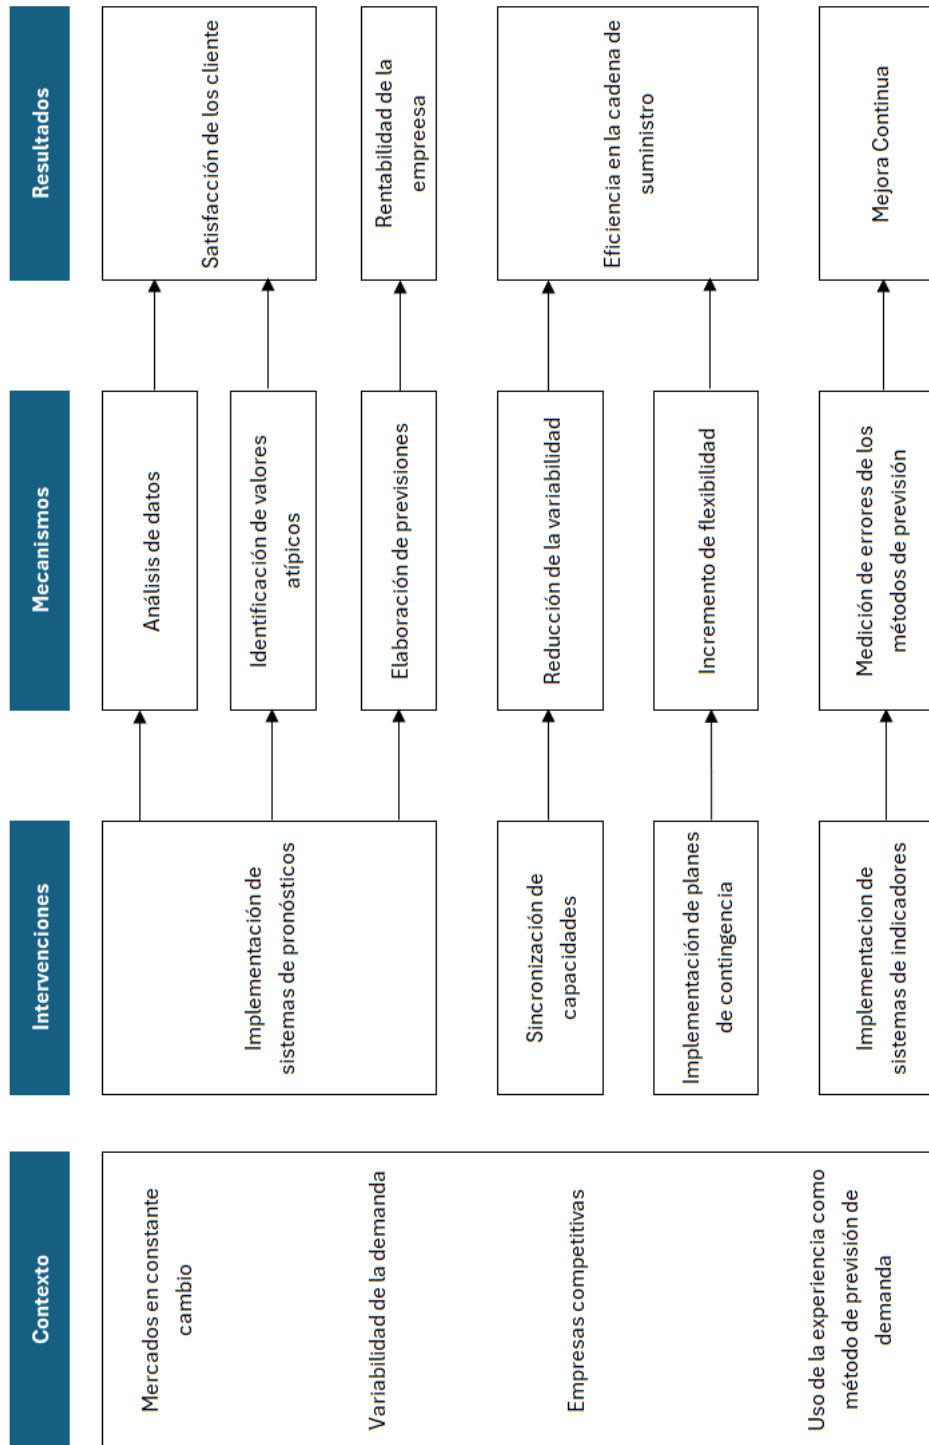 Contexto
Intervenciones
Mecanismos
Resultados
Mercados en constante
cambio
Variabilidad de la demanda
Empresas competitivas
Uso de la experiencia como
método de previsión de
demanda
Implementación de
sistemas de pronósticos
Sincronización de
capacidades
Implementación de planes
de contingencia
Implementacion de
sistemas de indicadores
Análisis de datos
Identificación de valores
atípicos
Elaboración de previsiones
Reducción de la variabilidad
Incremento de flexibilidad
Medición de errores de los
métodos de previsión
Satisfacción de los cliente
Rentabilidad de la
empreesa
Eficiencia en la cadena de
suministro
Mejora Continua